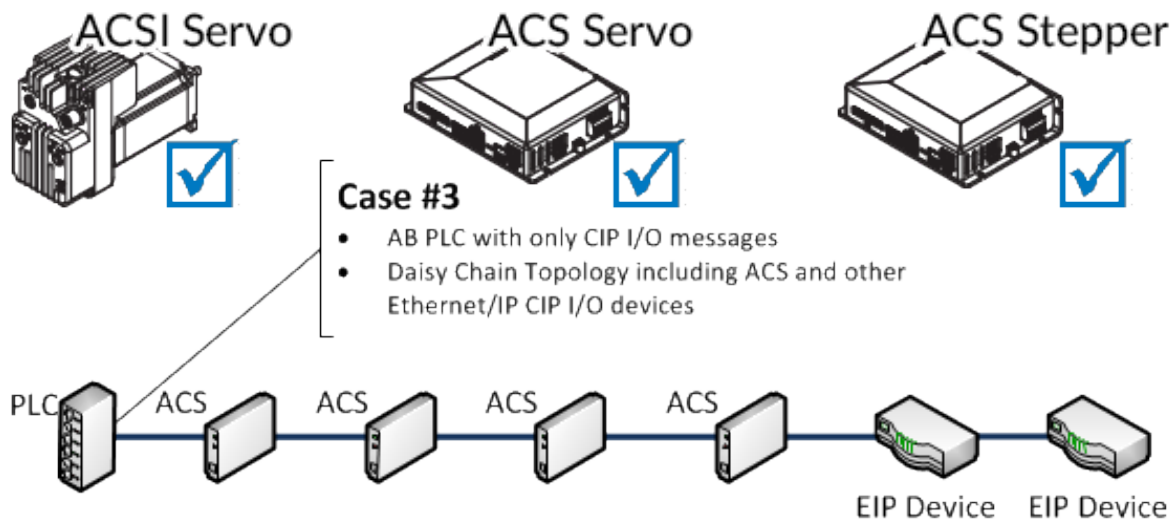 ACSI Servo
ACS Servo
ACS Stepper
Case #3
• AB PLC with only CIP I/O messages
• Daisy Chain Topology including ACS and other
Ethernet/IP CIP I/O devices
PLC
ACS
ACS
ACS
ACS
EIP Device
EIP Device